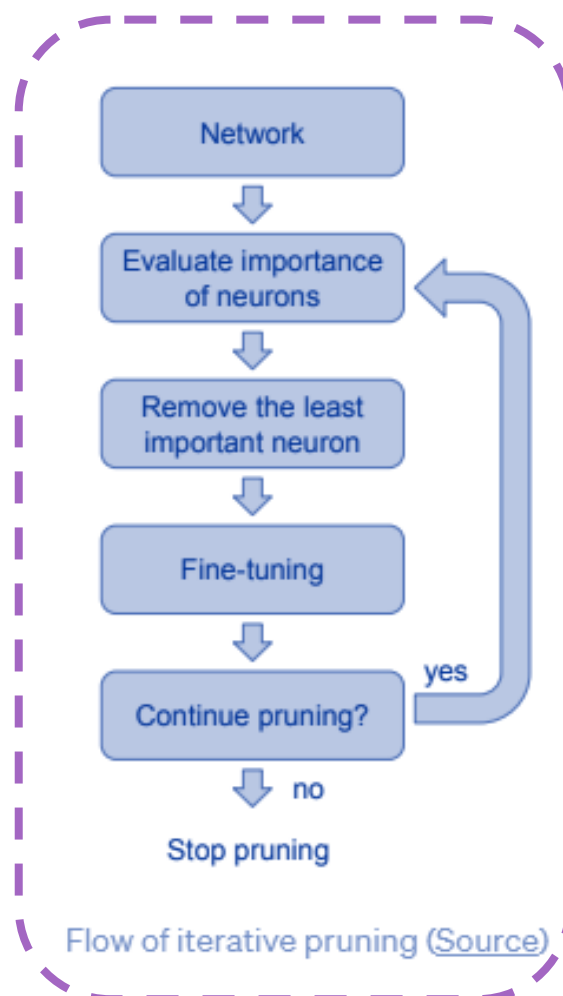 Network
Evaluate importance
of neurons
Remove the least
important neuron
Fine-tuning
yes
Continue pruning?
no
Stop pruning
Flow of iterative pruning (Source)